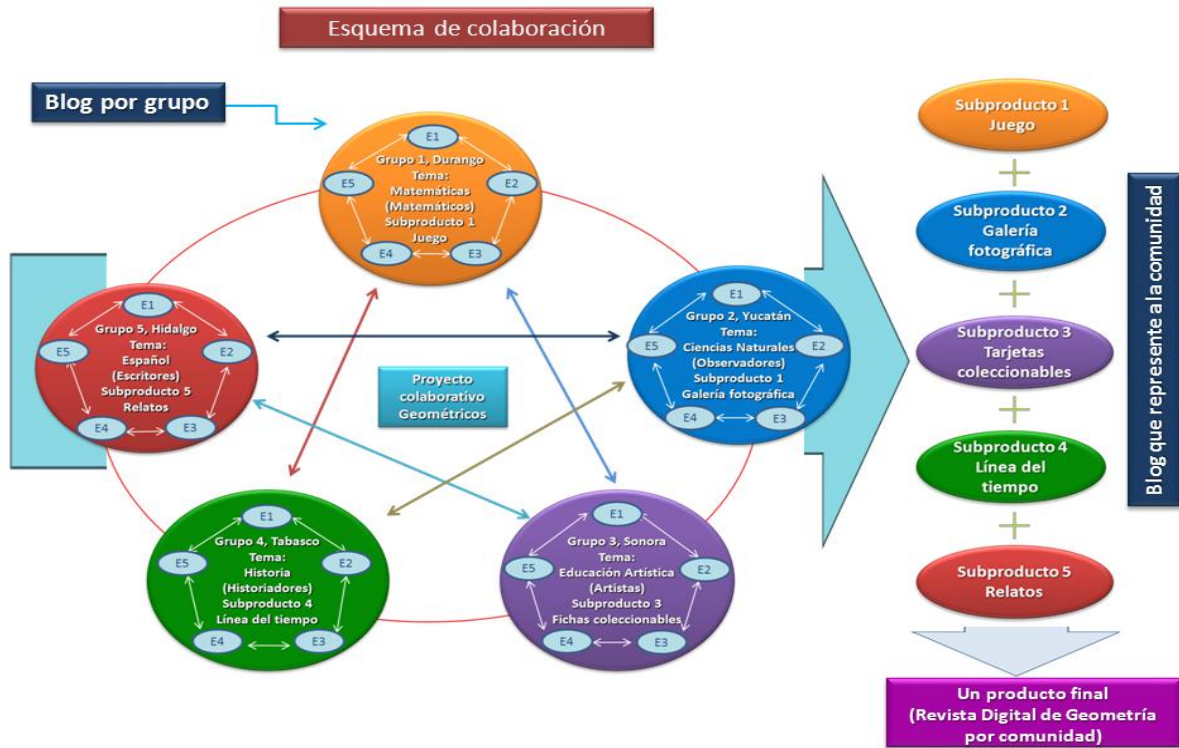 Esquema de colaboración
Blog por grupo
E1
Grupo 1, Durango
Tema:
E5
E2
Matemáticas
(Matemáticos)
Subproducto 1
Juego
E4
E3
E1
Grupo 5, Hidalgo
Tema:
E5
E2
Español
(Escritores)
Subproducto 5
Relatos
E4
E3
Proyecto
colaborativo
Geométricos
E1
Grupo 2, Yucatán
Tema:
E5
E2
Ciencias Naturales
(Observadores)
Subproducto 1
Galería fotográfica
E4
E3
E1
Grupo 4, Tabasco
Tema:
E5
E2
Historia
(Historiadores)
Subproducto 4
Línea del tiempo
E4
E3
E1
Grupo 3, Sonora
Tema:
E5
E2
Educación Artística
(Artistas)
Subproducto 3
Fichas coleccionables
E4
E3
Subproducto 1
Juego
Subproducto 2
Galería
fotográfica
Subproducto 3
Tarjetas
coleccionables
Subproducto 4
Línea del
tiempo
Subproducto 5
Relatos
Blog que represente a la comunidad
Un producto final
(Revista Digital de Geometría
por comunidad)